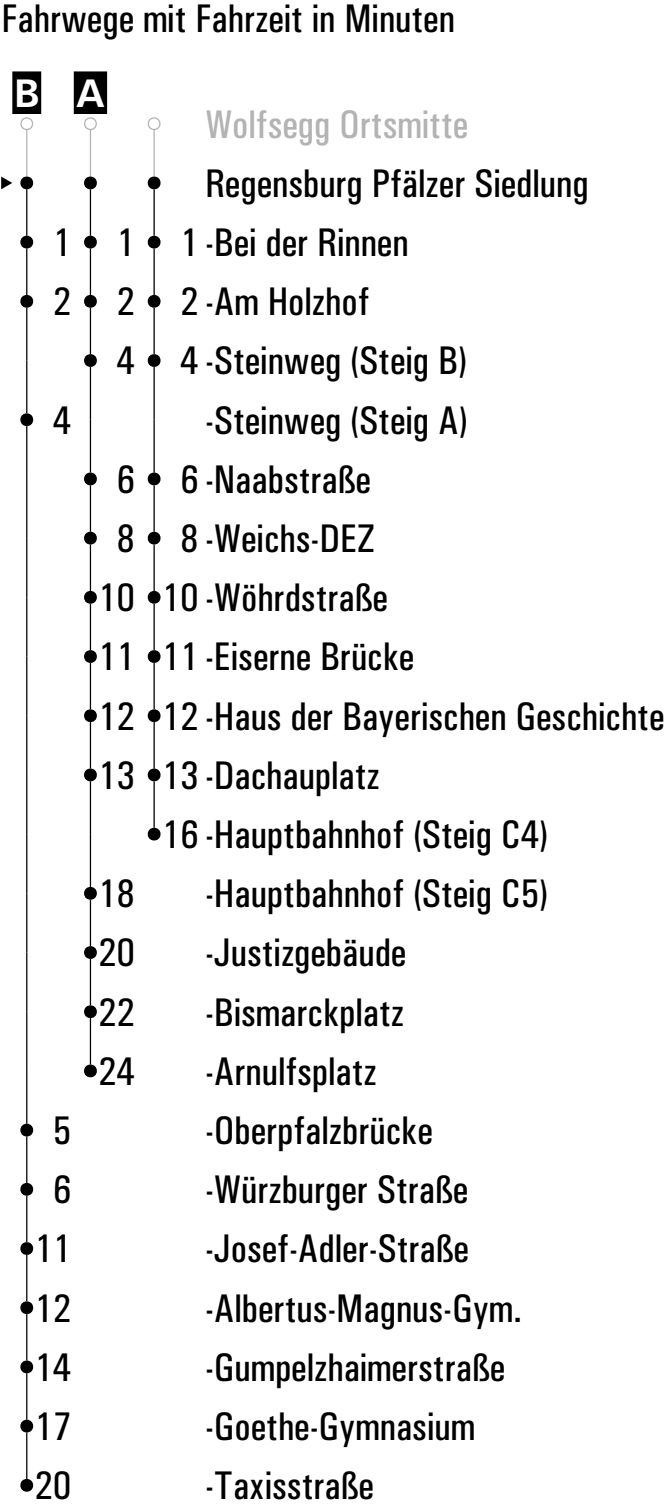 Fahrwege mit Fahrzeit in Minuten
B A
Wolfsegg Ortsmitte
Regensburg Pfälzer Siedlung
1 1 1 -Bei der Rinnen
2 2 2 -Am Holzhof
4 4 -Steinweg (Steig B)
4 -Steinweg (Steig A)
6 6 -Naabstraße
8 8 -Weichs-DEZ
10 10 -Wöhrdstraße
11 11 -Eiserne Brücke
12 12 -Haus der Bayerischen Geschichte
13 13 -Dachauplatz
16 -Hauptbahnhof (Steig C4)
18 -Hauptbahnhof (Steig C5)
20 -Justizgebäude
22 -Bismarckplatz
24 -Arnulfsplatz
5 -Oberpfalzbrücke
6 -Würzburger Straße
11 -Josef-Adler-Straße
12 -Albertus-Magnus-Gym.
14 -Gumpelzhaimerstraße
17 -Goethe-Gymnasium
20 -Taxisstraße